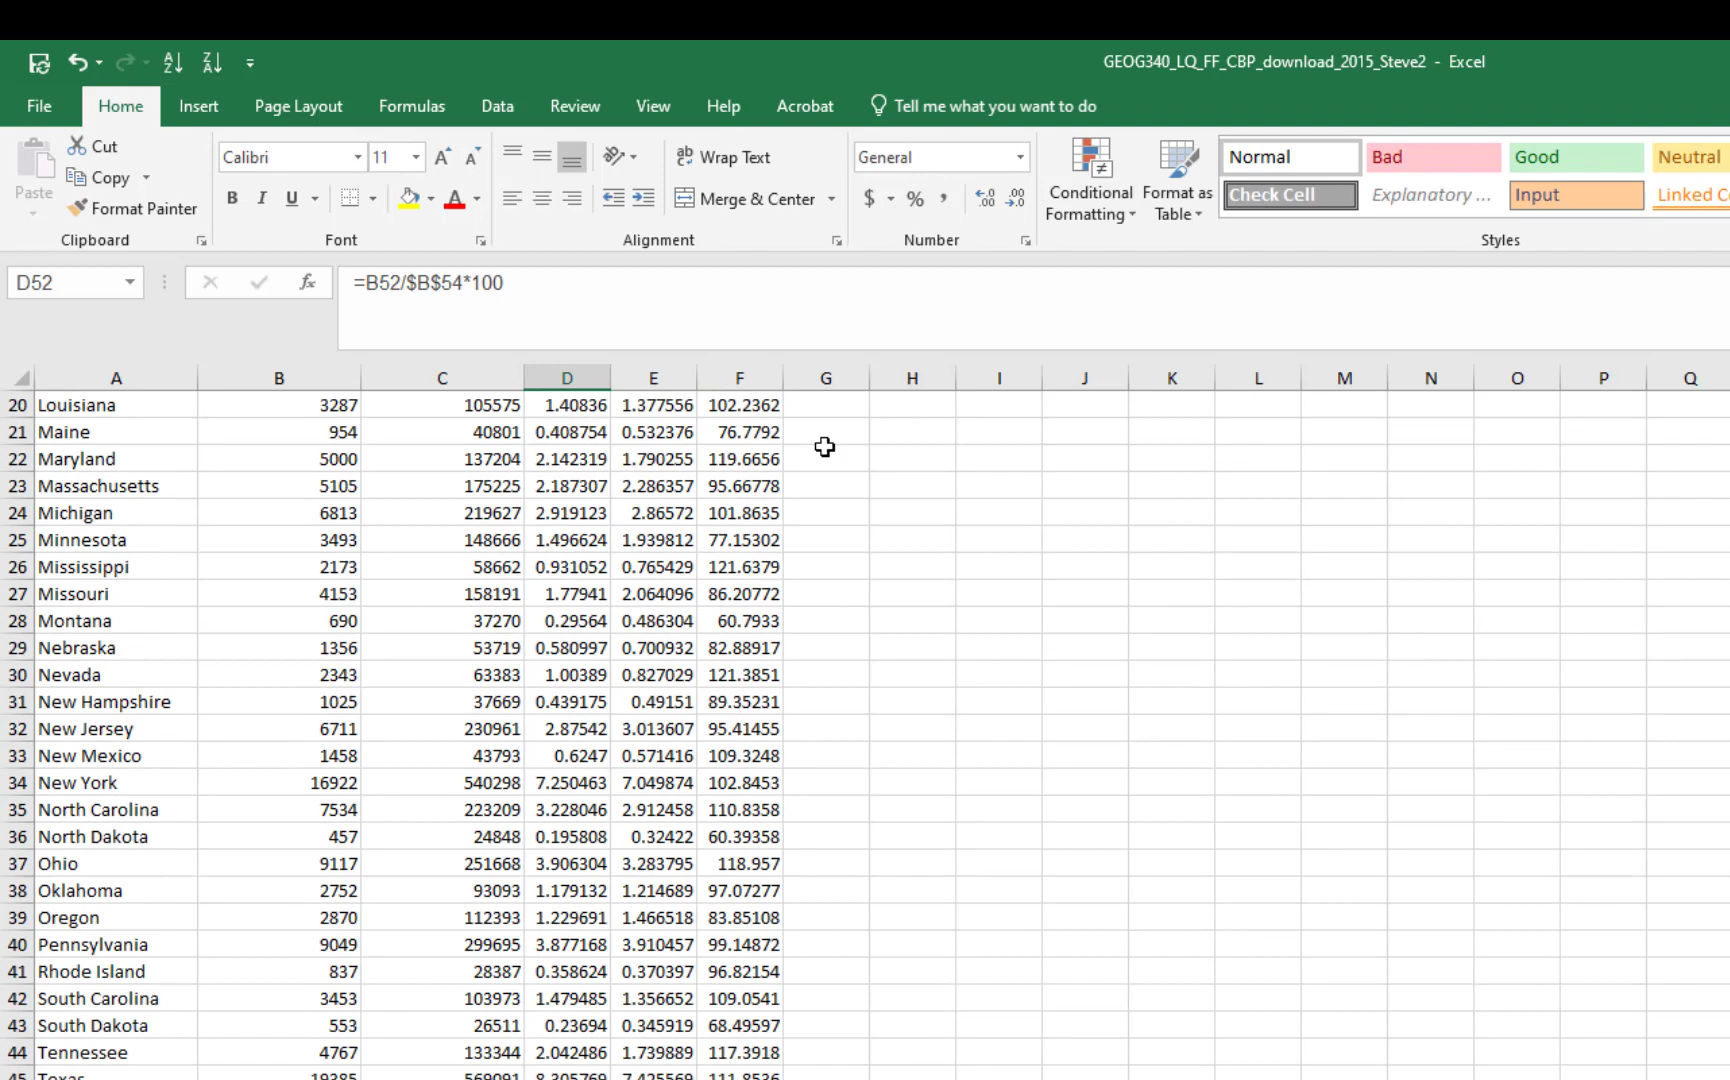 GEOG340_LQ_FF_CBP_download_2015_Steve2 - Excel
File Home Insert Page Layout Formulas Data Review View Help Acrobat Tell me what you want to do
Paste
Cut
Copy
Format Painter
Clipboard
Calibri 11
B I U
Font
Wrap Text
Merge & Center
Alignment
General
$ % ,
Number
Conditional Formatting
Format as Table
Normal Bad Good Neutral
Check Cell Explanatory ... Input Linked C
Styles
D52 fx =B52/$B$54*100
A B C D E F G H I J K L M N O P Q
20 Louisiana 3287 105575 1.40836 1.377556 102.2362
21 Maine 954 40801 0.408754 0.532376 76.7792
22 Maryland 5000 137204 2.142319 1.790255 119.6656
23 Massachusetts 5105 175225 2.187307 2.286357 95.66778
24 Michigan 6813 219627 2.919123 2.86572 101.8635
25 Minnesota 3493 148666 1.496624 1.939812 77.15302
26 Mississippi 2173 58662 0.931052 0.765429 121.6379
27 Missouri 4153 158191 1.77941 2.064096 86.20772
28 Montana 690 37270 0.29564 0.486304 60.7933
29 Nebraska 1356 53719 0.580997 0.700932 82.88917
30 Nevada 2343 63383 1.00389 0.827029 121.3851
31 New Hampshire 1025 37669 0.439175 0.49151 89.35231
32 New Jersey 6711 230961 2.87542 3.013607 95.41455
33 New Mexico 1458 43793 0.6247 0.571416 109.3248
34 New York 16922 540298 7.250463 7.049874 102.8453
35 North Carolina 7534 223209 3.228046 2.912458 110.8358
36 North Dakota 457 24848 0.195808 0.32422 60.39358
37 Ohio 9117 251668 3.906304 3.283795 118.957
38 Oklahoma 2752 93093 1.179132 1.214689 97.07277
39 Oregon 2870 112393 1.229691 1.466518 83.85108
40 Pennsylvania 9049 299695 3.877168 3.910457 99.14872
41 Rhode Island 837 28387 0.358624 0.370397 96.82154
42 South Carolina 3453 103973 1.479485 1.356652 109.0541
43 South Dakota 553 26511 0.23694 0.345919 68.49597
44 Tennessee 4767 133344 2.042486 1.739889 117.3918
45 Texas 19385 569091 8.305769 7.425569 111.8536